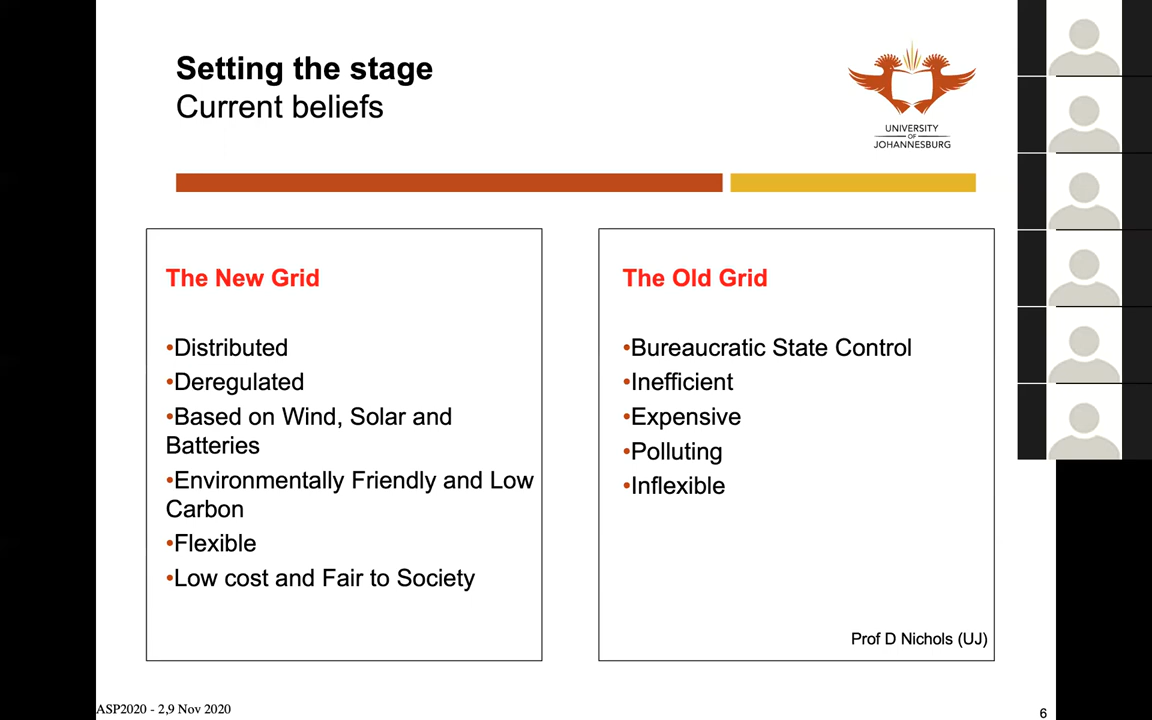 Setting the stage
Current beliefs
UNIVERSITY
OF
JOHANNESBURG
The New Grid
•Distributed
•Deregulated
•Based on Wind, Solar and
Batteries
•Environmentally Friendly and Low
Carbon
•Flexible
•Low cost and Fair to Society
The Old Grid
•Bureaucratic State Control
•Inefficient
•Expensive
•Polluting
•Inflexible
Prof D Nichols (UJ)
ASP2020 - 2,9 Nov 2020
6